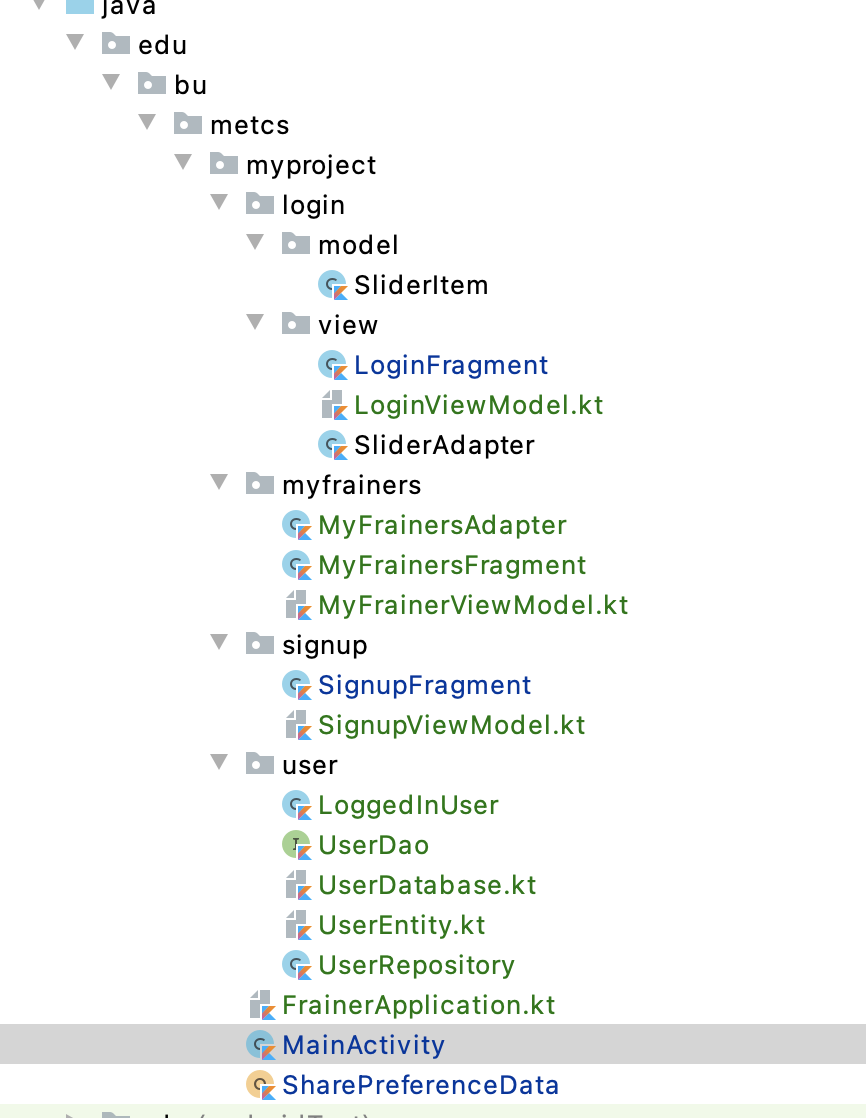 java
edu
bu
metcs
myproject
login
model
SliderItem
view
LoginFragment
LoginViewModel.kt
SliderAdapter
myfrainers
MyFrainersAdapter
MyFrainersFragment
MyFrainerViewModel.kt
signup
SignupFragment
SignupViewModel.kt
user
LoggedInUser
UserDao
UserDatabase.kt
UserEntity.kt
UserRepository
FrainerApplication.kt
MainActivity
SharePreferenceData